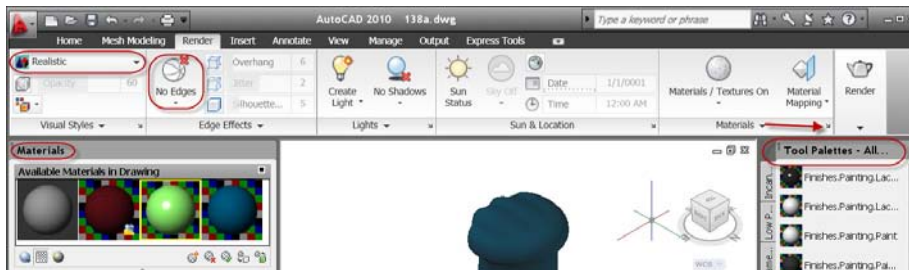 AutoCAD 2010 138a.dwg Type a keyword or phrase
Home Mesh Modeling Render Insert Annotate View Manage Output Express Tools
Realistic
Opacity 60
No Edges
Overhang 6
Jitter 2
Silhouette... 5
Create Light
No Shadows
Sun Status
Sky Off
Date 1/1/0001
Time 12:00 AM
Materials / Textures On
Material Mapping
Render
Visual Styles Edge Effects Lights Sun & Location Materials
Materials
Available Materials in Drawing
Tool Palettes - All...
Incan...
Low P...
Finishes.Painting.Lac...
Finishes.Painting.Lac...
Finishes.Painting.Paint
Finishes.Painting.Pai...
WCS